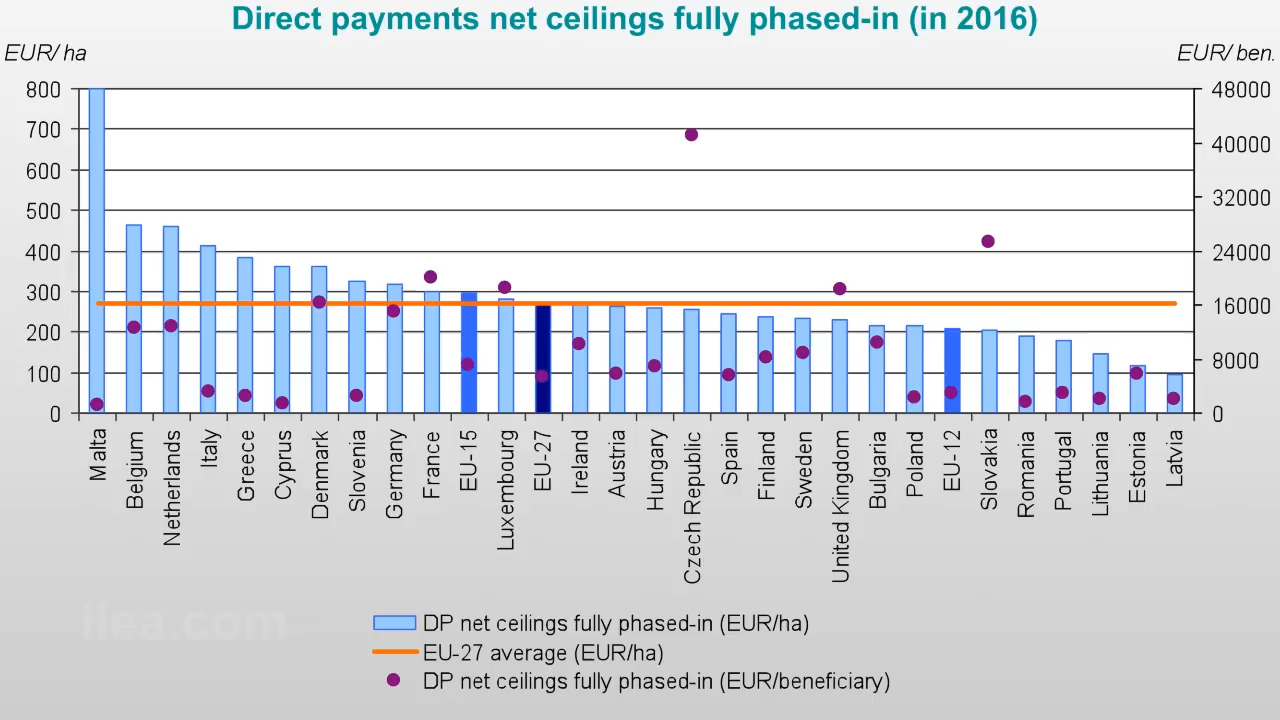 Direct payments net ceilings fully phased-in (in 2016)
EUR/ha
EUR/ben.
800
700
600
500
400
300
200
100
0
48000
40000
32000
24000
16000
8000
0
Malta
Belgium
Netherlands
Italy
Greece
Cyprus
Denmark
Slovenia
Germany
France
EU-15
Luxembourg
EU-27
Ireland
Austria
Hungary
Czech Republic
Spain
Finland
Sweden
United Kingdom
Bulgaria
Poland
EU-12
Slovakia
Romania
Portugal
Lithuania
Estonia
Latvia
DP net ceilings fully phased-in (EUR/ha)
EU-27 average (EUR/ha)
DP net ceilings fully phased-in (EUR/beneficiary)
iiea.com